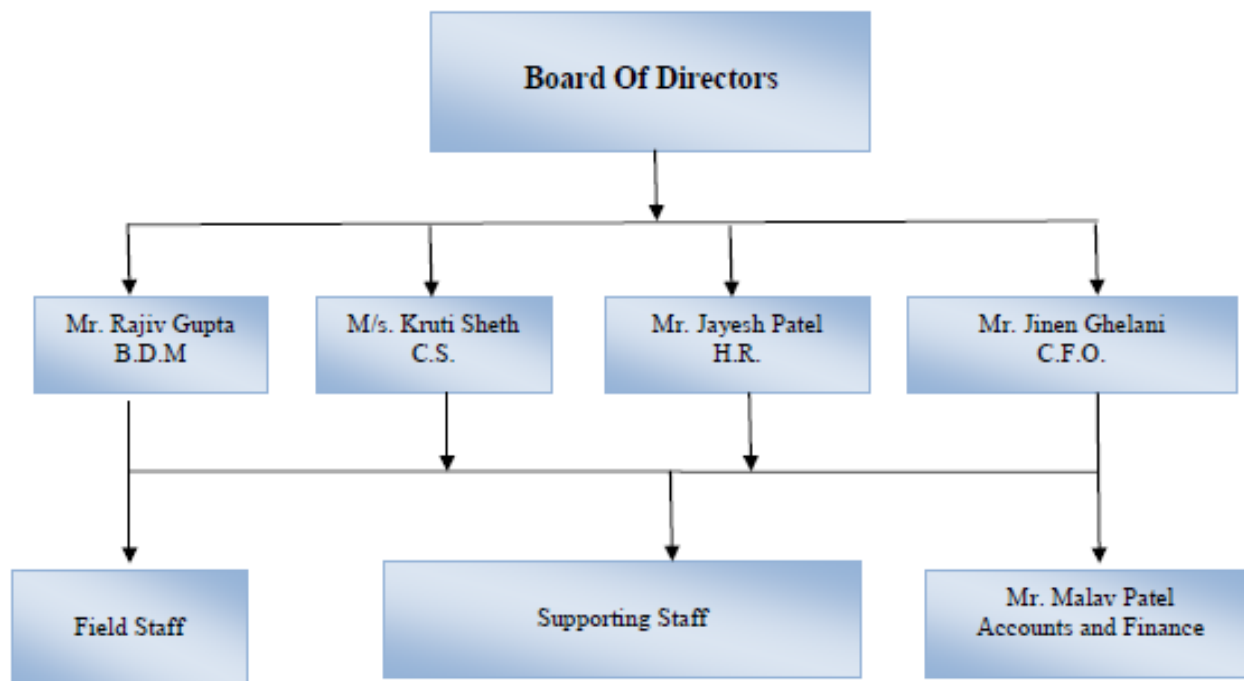 Board Of Directors
Mr. Rajiv Gupta
B.D.M
M/s. Kruti Sheth
C.S.
Mr. Jayesh Patel
H.R.
Mr. Jinen Ghelani
C.F.O.
Field Staff
Supporting Staff
Mr. Malav Patel
Accounts and Finance